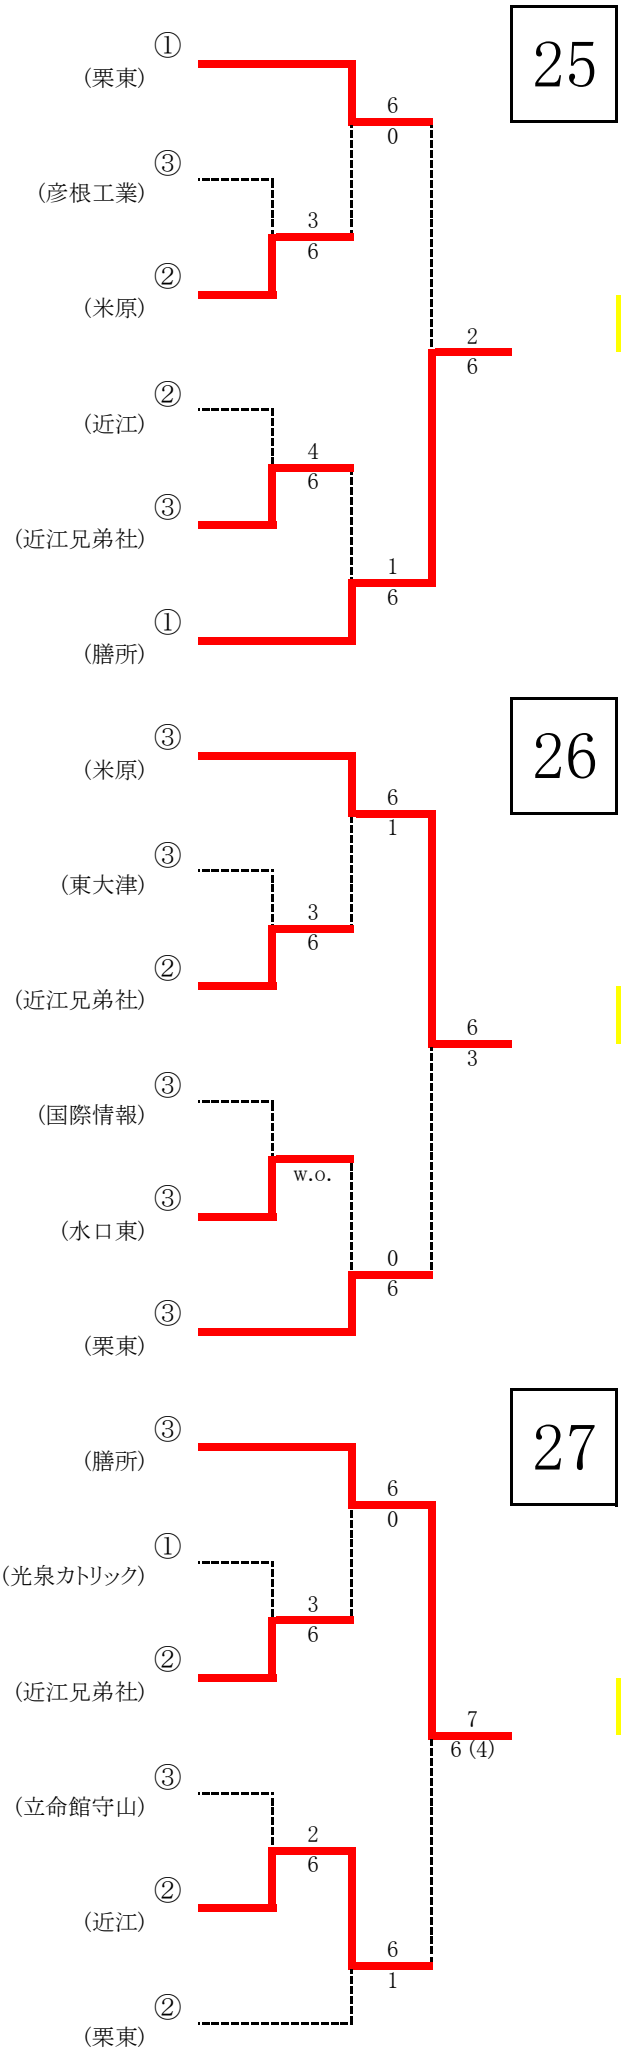 ①
(栗東)
25
6
0
③
(彦根工業)
3
6
②
(米原)
2
6
②
(近江)
4
6
③
(近江兄弟社)
1
6
①
(膳所)
③
(米原)
26
6
1
③
(東大津)
3
6
②
(近江兄弟社)
6
3
③
(国際情報)
w.o.
③
(水口東)
0
6
③
(栗東)
③
(膳所)
27
6
0
①
(光泉カトリック)
3
6
②
(近江兄弟社)
7
6 (4)
③
(立命館守山)
2
6
②
(近江)
6
1
②
(栗東)